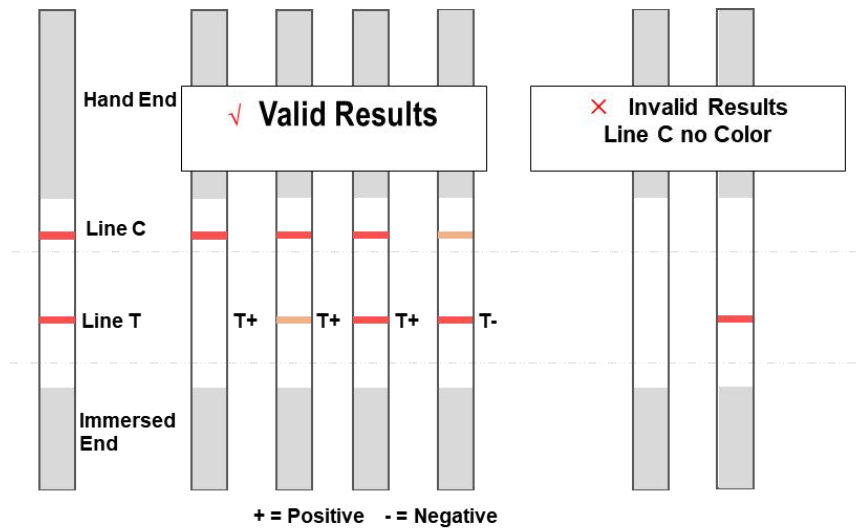 Hand End
√ Valid Results
× Invalid Results
Line C no Color
Line C
Line T
T+
T+
T+
T-
Immersed
End
+ = Positive - = Negative